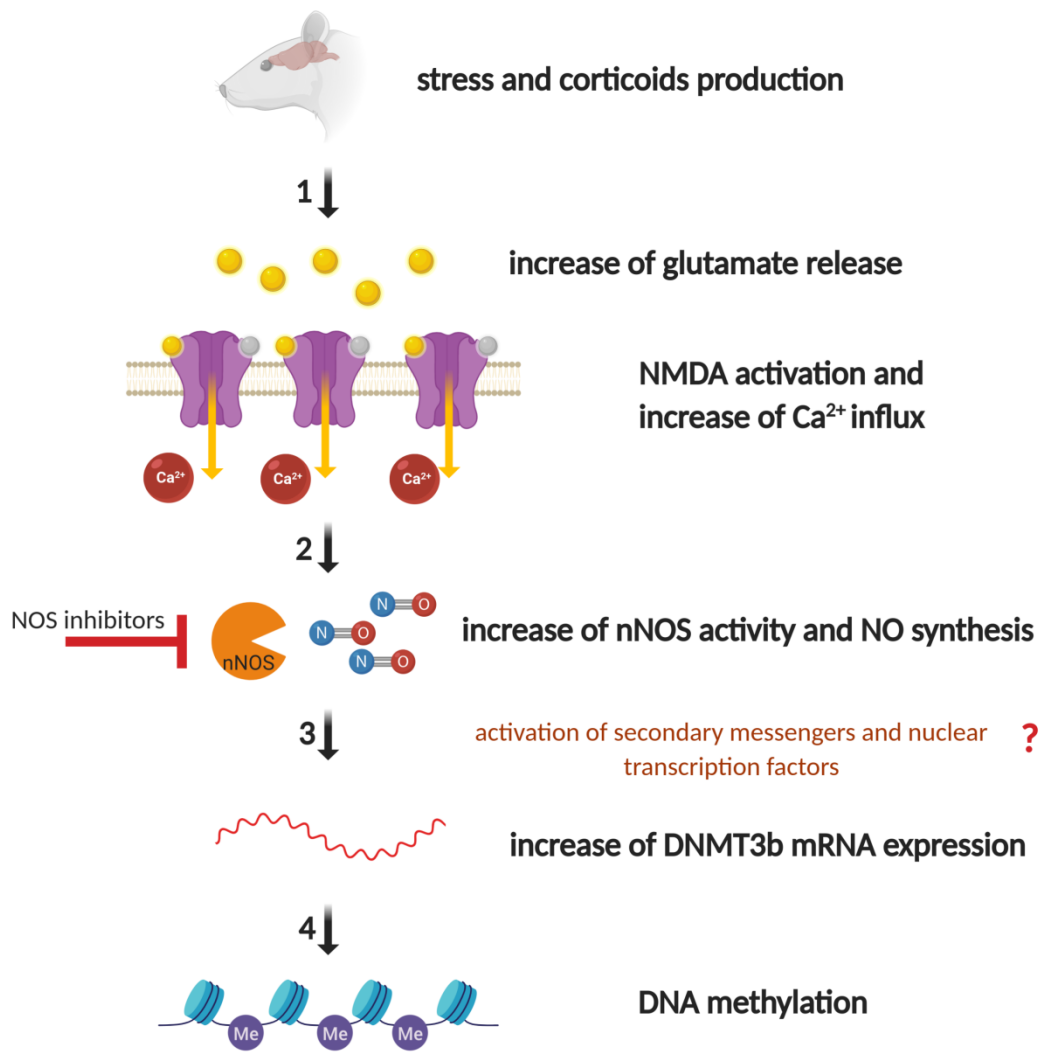 stress and corticoids production
1
increase of glutamate release
NMDA activation and
increase of Ca²⁺ influx
Ca²⁺ Ca²⁺ Ca²⁺
2
N O
NOS inhibitors
N O
increase of nNOS activity and NO synthesis
nNOS
N O
3
activation of secondary messengers and nuclear ?
transcription factors
increase of DNMT3b mRNA expression
4
DNA methylation
Me Me Me